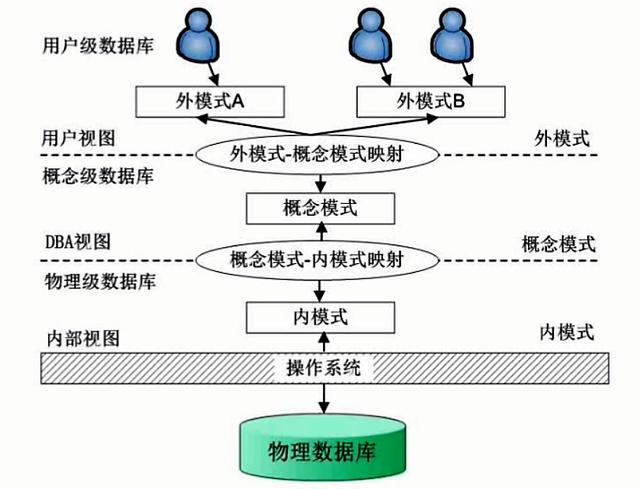 用户级数据库
外模式A
外模式B
用户视图
外模式-概念模式映射
外模式
概念级数据库
概念模式
DBA视图
概念模式-内模式映射
概念模式
物理级数据库
内模式
内部视图
内模式
操作系统
物理数据库